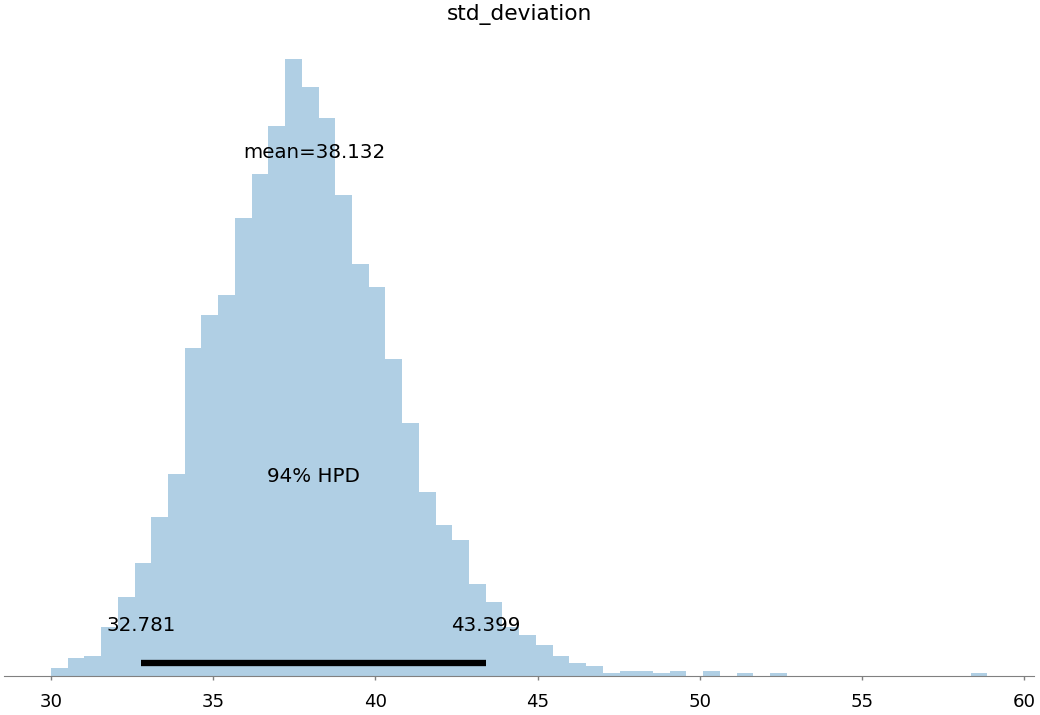 std_deviation
mean=38.132
94% HPD
32.781 43.399
30 35 40 45 50 55 60